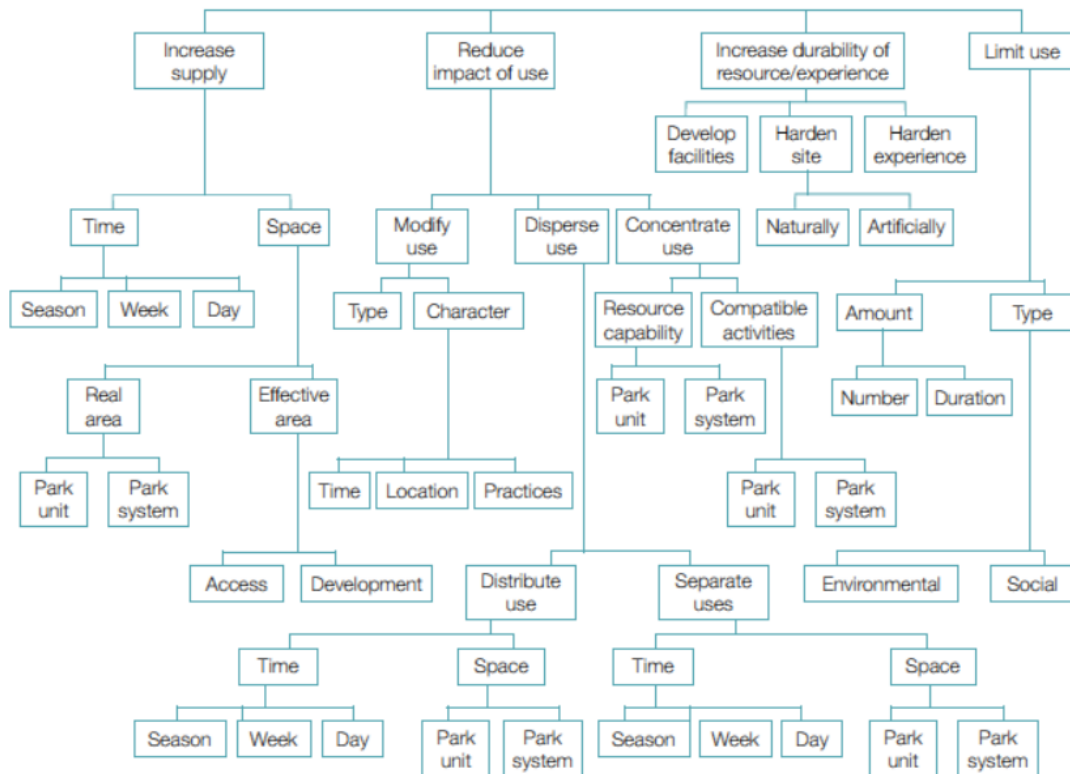 Increase
supply
Reduce
impact of use
Increase durability of
resource/experience
Limit use
Develop
facilities
Harden
site
Harden
experience
Time
Space
Modify
use
Disperse
use
Concentrate
use
Naturally
Artificially
Season
Week
Day
Type
Character
Resource
capability
Compatible
activities
Amount
Type
Real
area
Effective
area
Park
unit
Park
system
Number
Duration
Park
unit
Park
system
Time
Location
Practices
Park
unit
Park
system
Access
Development
Distribute
use
Separate
uses
Environmental
Social
Time
Space
Time
Space
Season
Week
Day
Park
unit
Park
system
Season
Week
Day
Park
unit
Park
system